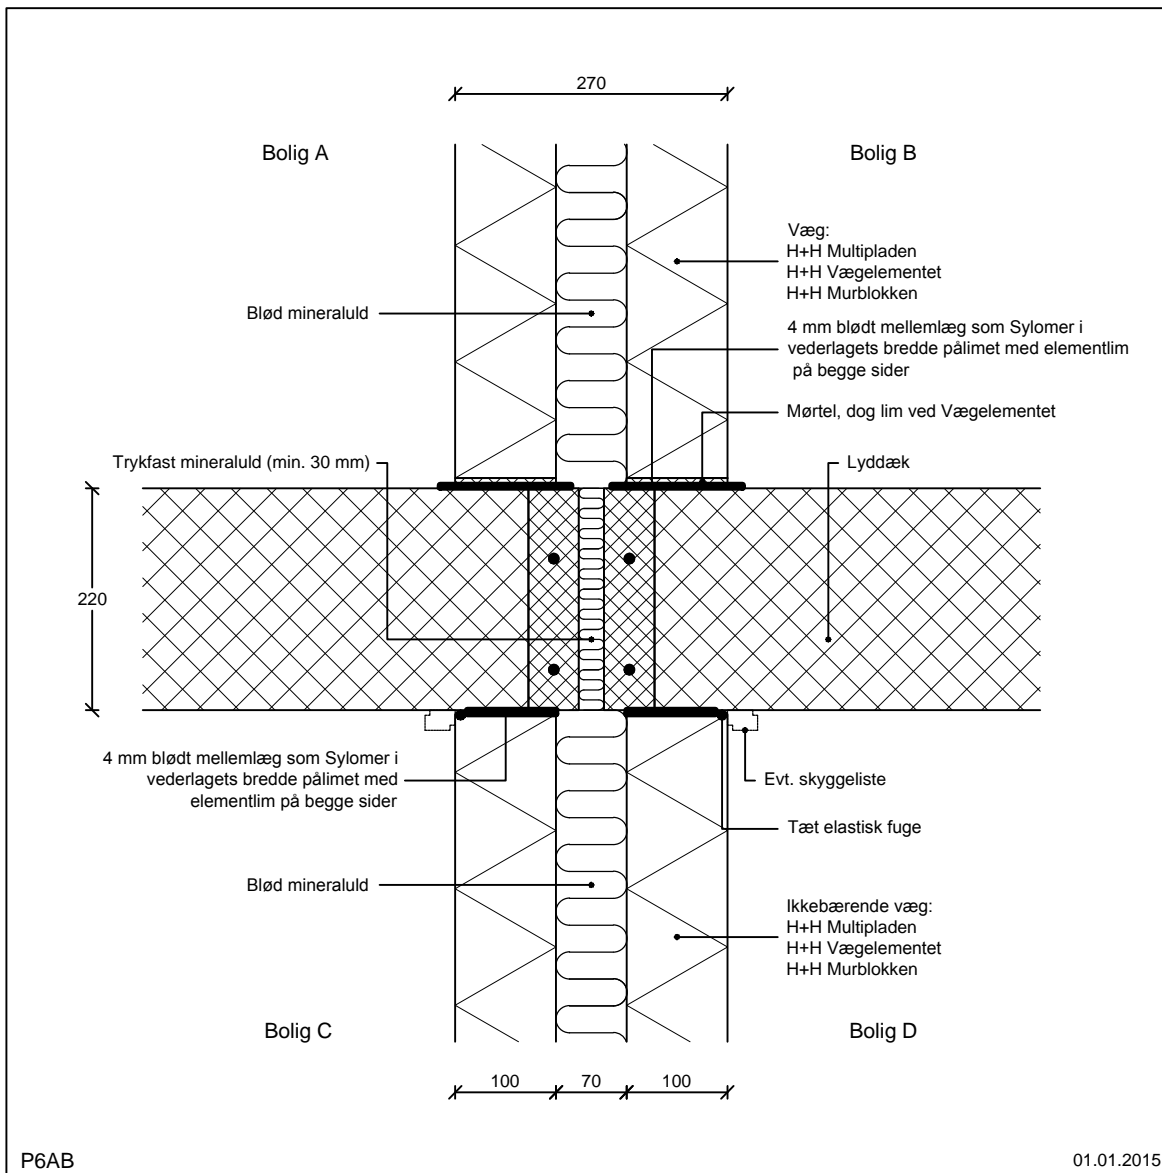 270
Bolig A
Bolig B
Væg:
H+H Multipladen
H+H Vægelementet
H+H Murblokken
Blød mineraluld
4 mm blødt mellemlæg som Sylomer i
vederlagets bredde pålimet med elementlim
på begge sider
Mørtel, dog lim ved Vægelementet
Trykfast mineraluld (min. 30 mm)
Lyddæk
220
4 mm blødt mellemlæg som Sylomer i
vederlagets bredde pålimet med
elementlim på begge sider
Evt. skyggeliste
Tæt elastisk fuge
Blød mineraluld
Ikkebærende væg:
H+H Multipladen
H+H Vægelementet
H+H Murblokken
Bolig C
Bolig D
100
70
100
P6AB
01.01.2015